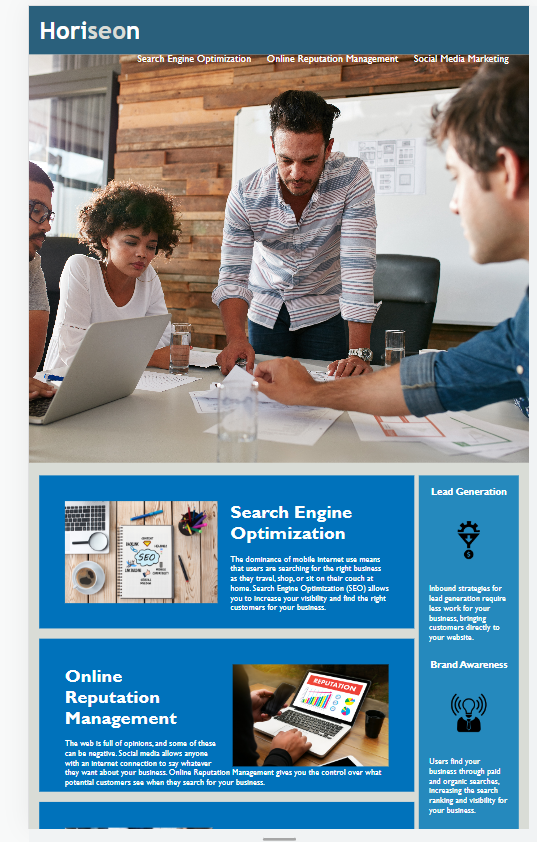 Horiseon
Search Engine Optimization Online Reputation Management Social Media Marketing
Search Engine
Optimization
The dominance of mobile internet use means
that users are searching for the right business
as they travel, shop, or sit on their couch at
home. Search Engine Optimization (SEO) allows
you to increase your visibility and find the right
customers for your business.
SEO
Lead Generation
Inbound strategies for
lead generation require
less work for your
business, bringing
customers directly to
your website.
Online
Reputation
Management
The web is full of opinions, and some of these
can be negative. Social media allows anyone
with an internet connection to say whatever
they want about your business. Online Reputation Management gives you the control over what
potential customers see when they search for your business.
REPUTATION
Brand Awareness
Users find your
business through paid
and organic searches,
increasing the search
ranking and visibility for
your business.